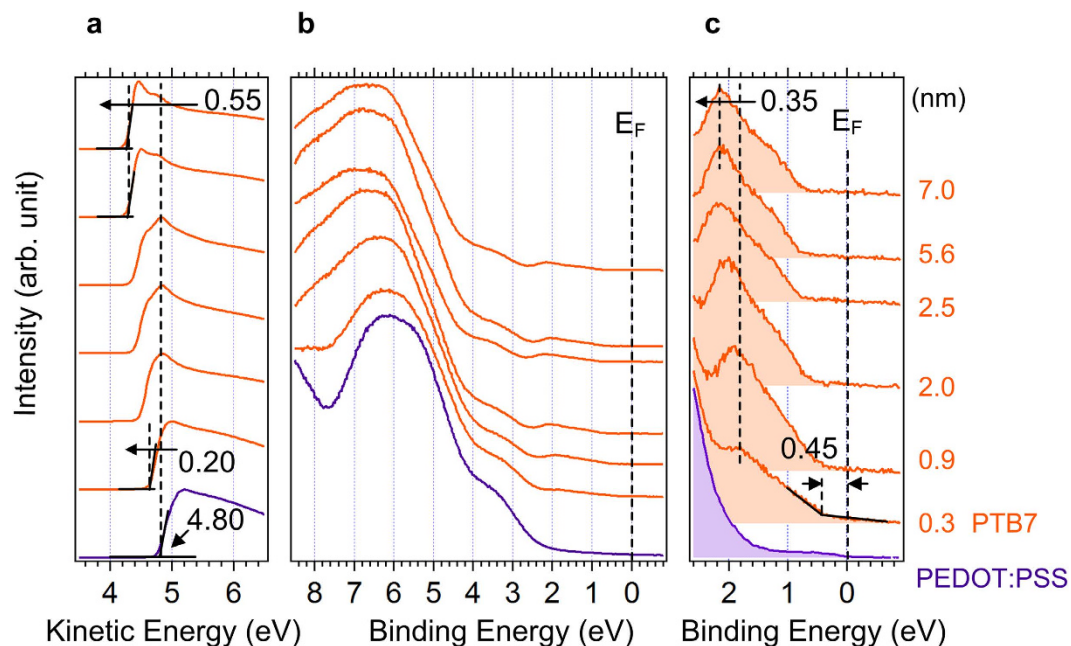 a
b
c
Intensity (arb. unit)
0.55
0.20
4.80
4 5 6
Kinetic Energy (eV)
E_F
8 7 6 5 4 3 2 1 0
Binding Energy (eV)
0.35
E_F
0.45
2 1 0
Binding Energy (eV)
(nm)
7.0
5.6
2.5
2.0
0.9
0.3 PTB7
PEDOT:PSS